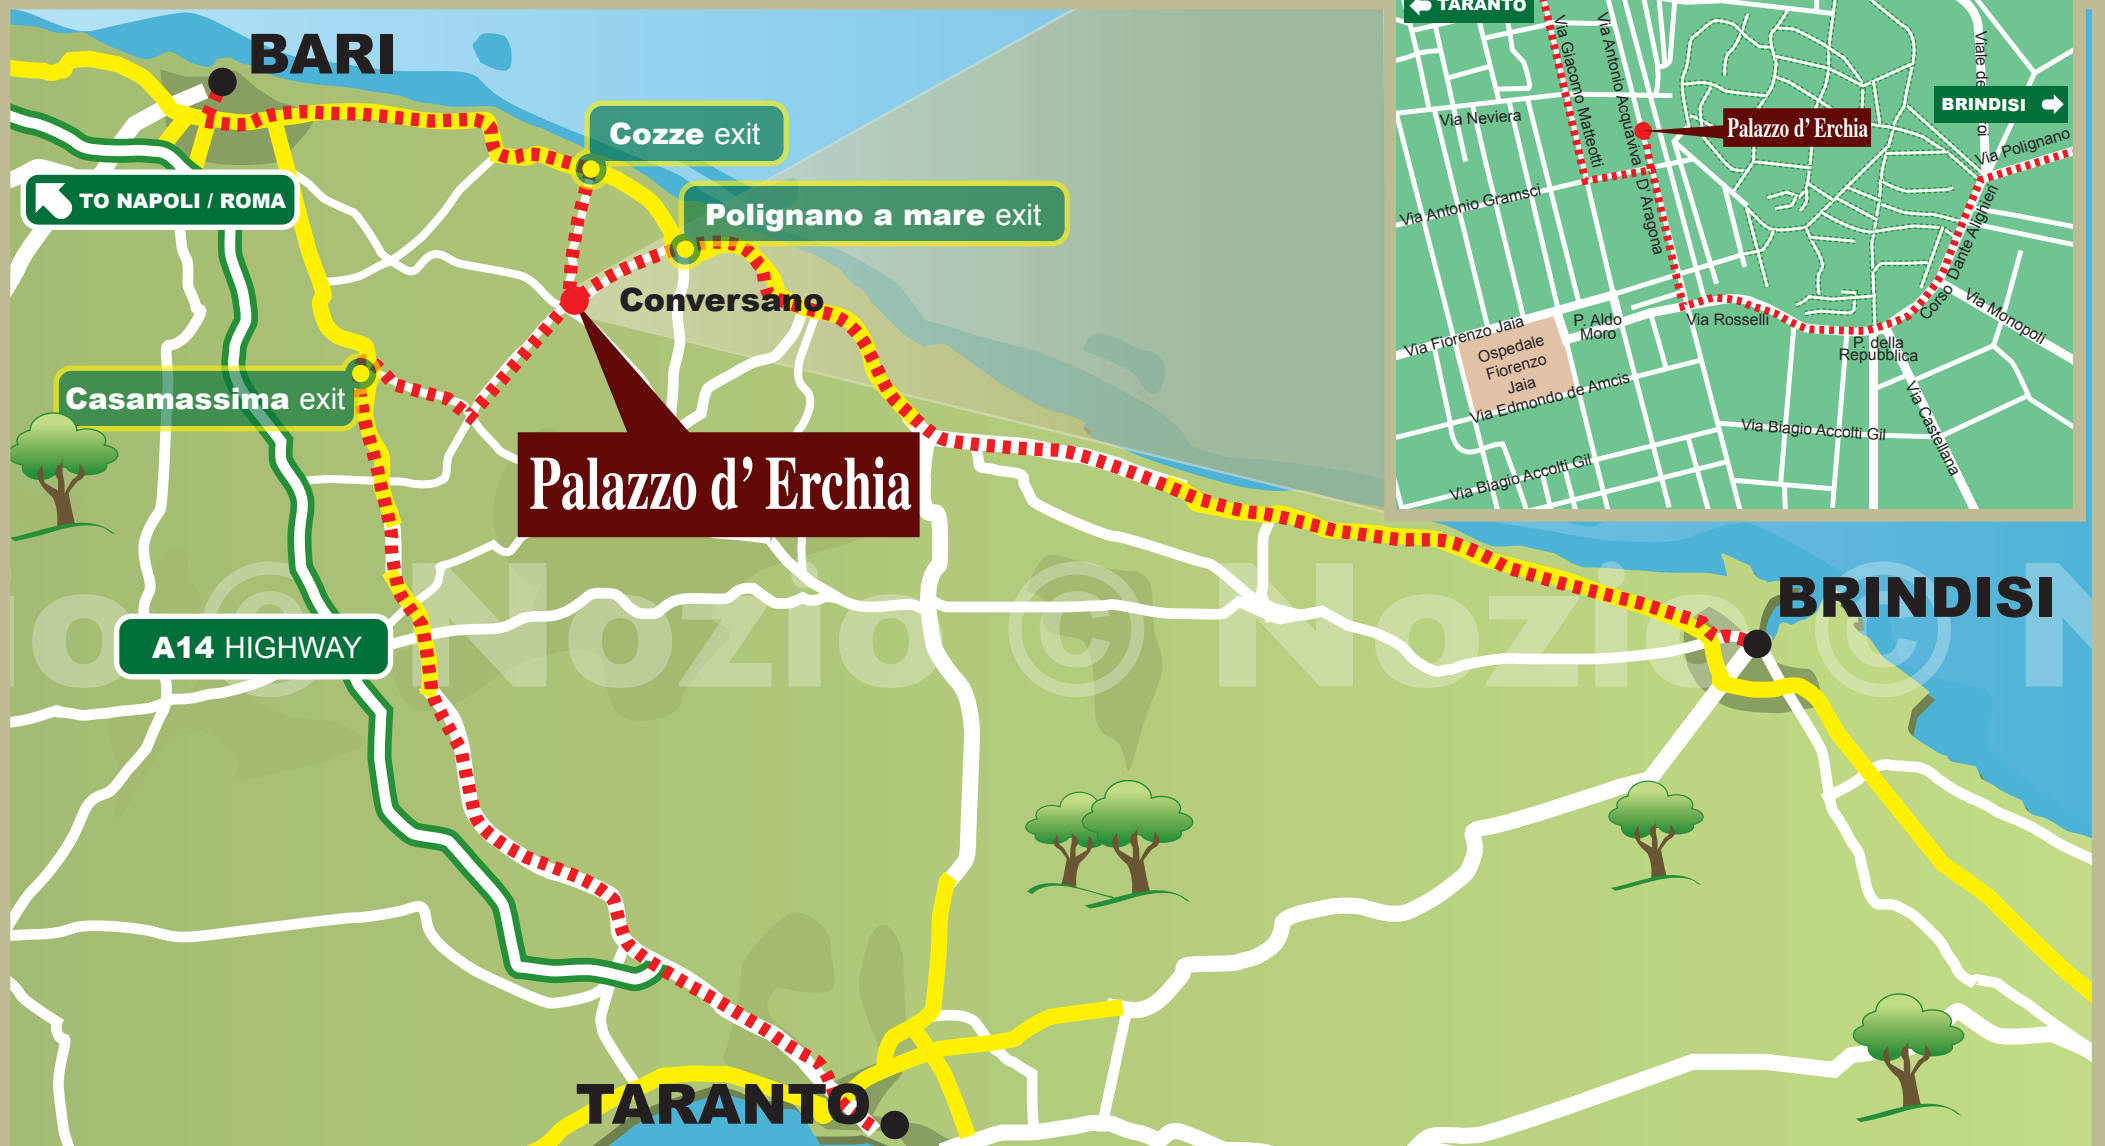 BARI
Cozze exit
Polignano a mare exit
TO NAPOLI / ROMA
Conversano
Casamassima exit
Palazzo d' Erchia
A14 HIGHWAY
BRINDISI
TARANTO
Nozio © Nozio © Nozio © N
TARANTO
Via Giacomo Matteotti
Via Antonio Acquaviva D' Aragona
Via Neviera
Palazzo d' Erchia
BRINDISI
Via Polignano
Via Antonio Gramsci
Corso Dante Alghieri
Via Monopoli
Via Fiorenzo Jaia
P. Aldo
Moro
Via Rosselli
P. della
Repubblica
Ospedale
Fiorenzo
Jaia
Via Edmondo de Amcis
Via Castellana
Via Biagio Accolti Gil
Via Biagio Accolti Gil